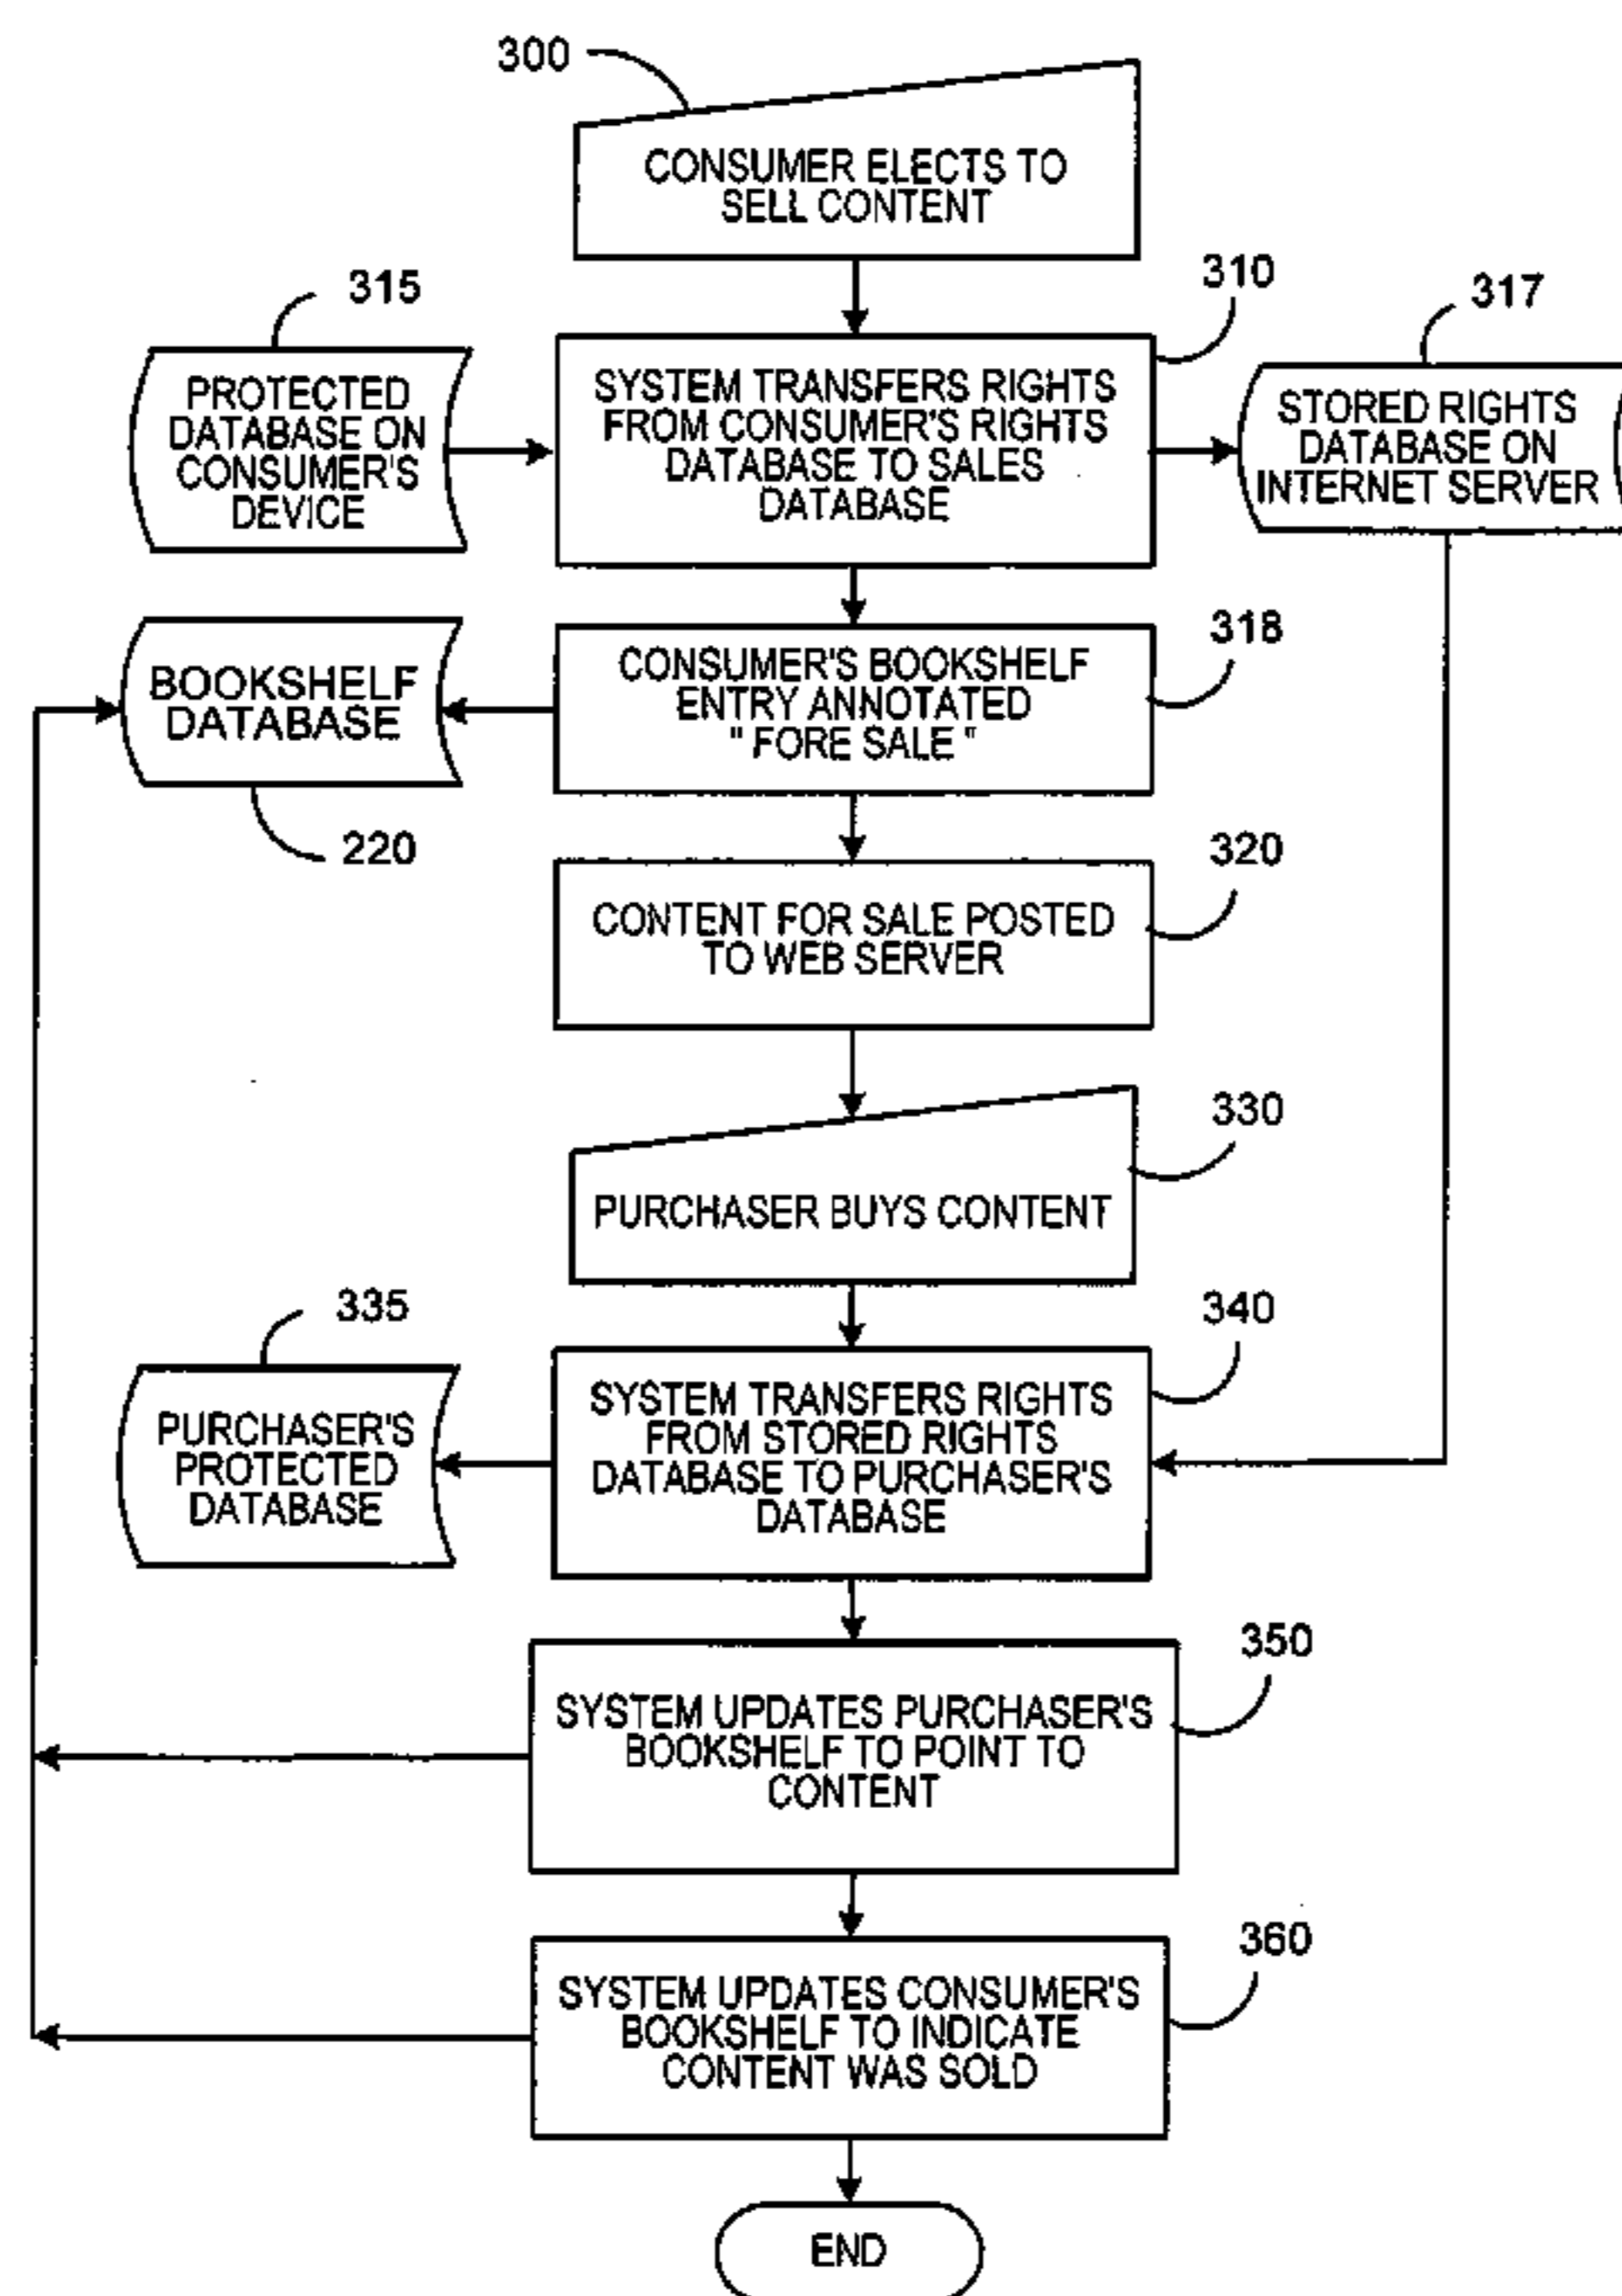 300
CONSUMER ELECTS TO
SELL CONTENT
310
315
317
PROTECTED
DATABASE ON
CONSUMER'S
DEVICE
SYSTEM TRANSFERS RIGHTS
FROM CONSUMER'S RIGHTS
DATABASE TO SALES
DATABASE
STORED RIGHTS
DATABASE ON
INTERNET SERVER
318
BOOKSHELF
DATABASE
CONSUMER'S BOOKSHELF
ENTRY ANNOTATED
" FORE SALE "
220
320
CONTENT FOR SALE POSTED
TO WEB SERVER
330
PURCHASER BUYS CONTENT
335
340
PURCHASER'S
PROTECTED
DATABASE
SYSTEM TRANSFERS RIGHTS
FROM STORED RIGHTS
DATABASE TO PURCHASER'S
DATABASE
350
SYSTEM UPDATES PURCHASER'S
BOOKSHELF TO POINT TO
CONTENT
360
SYSTEM UPDATES CONSUMER'S
BOOKSHELF TO INDICATE
CONTENT WAS SOLD
END